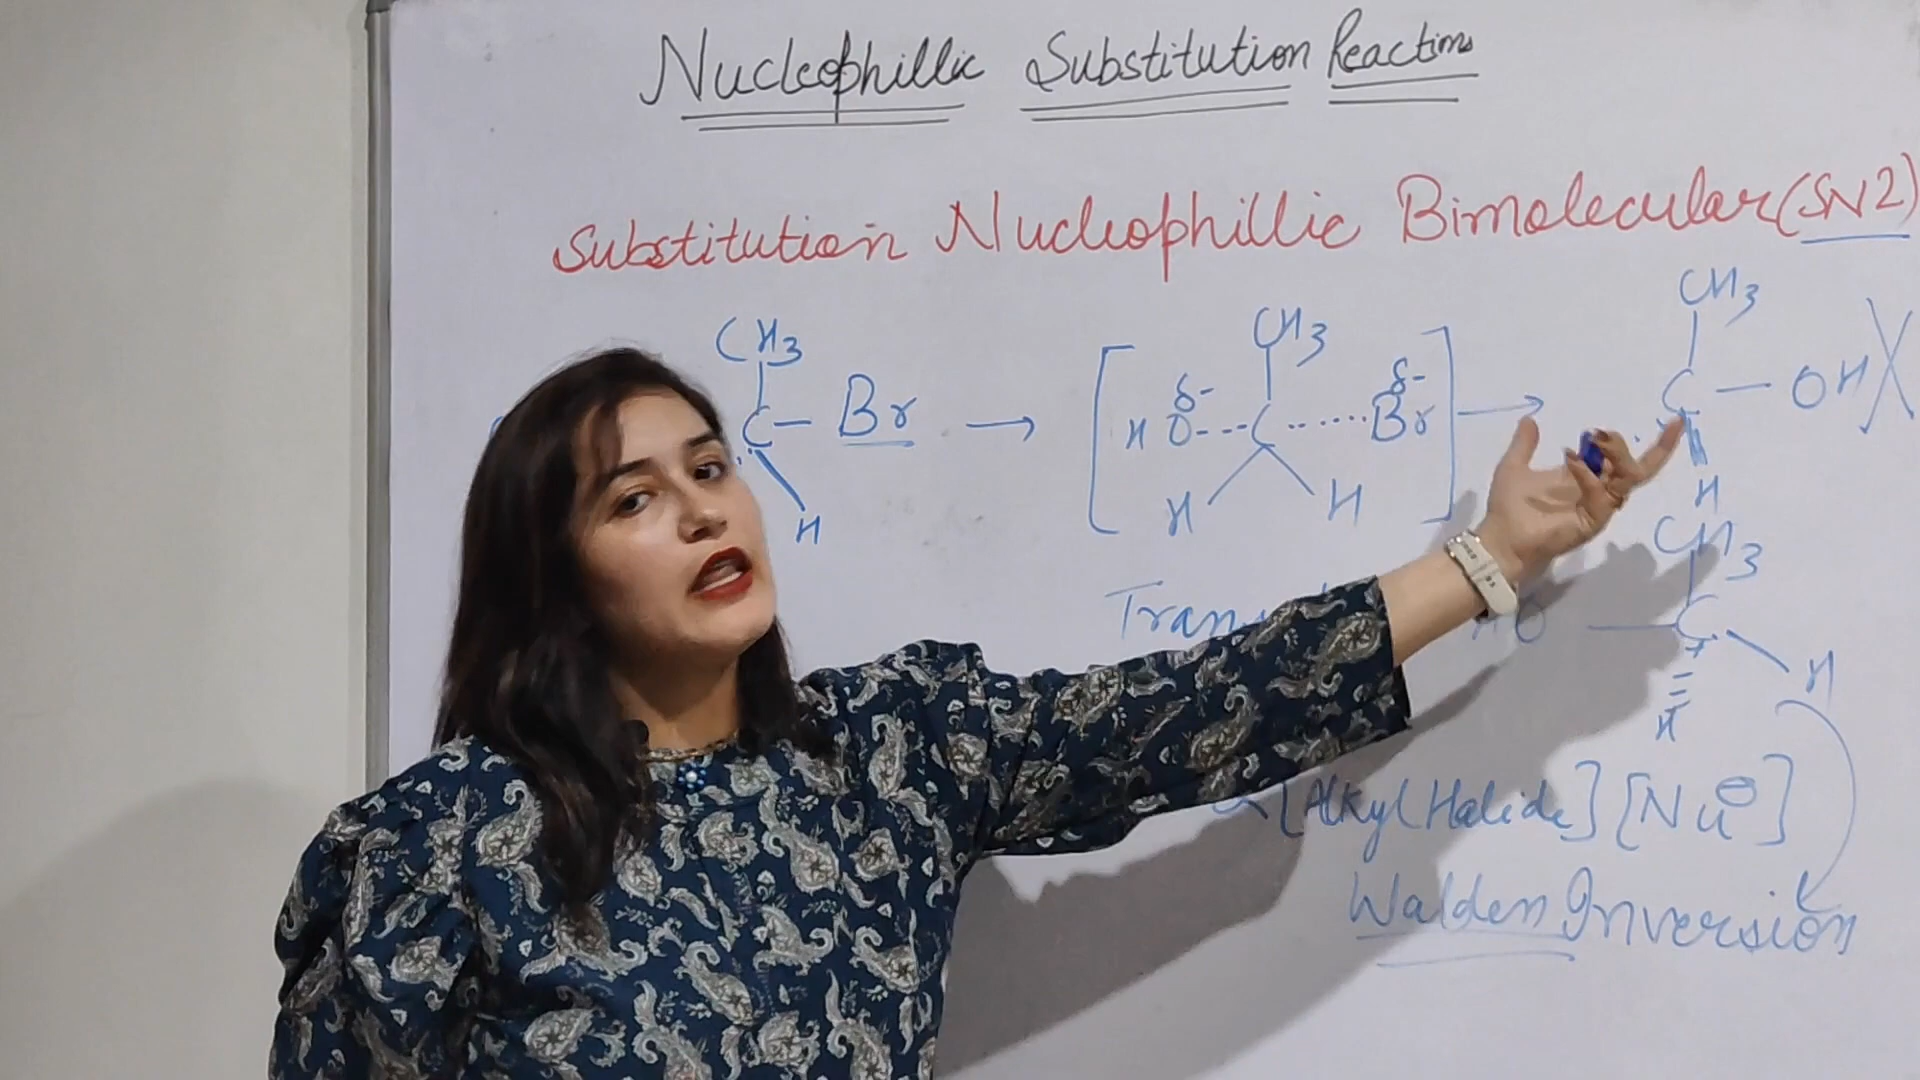 Nucleophillic Substitution Reactions
Substitution Nucleophillic Bimolecular (SN2)
CH3
C — Br
H
→
[ CH3
δ- δ-
H O --- C ...... Br
H H ]
→
CH3
C — OH X
H
CH3
HO — C
H
H
[Alkyl Halide] [Nu⊖]
Walden Inversion